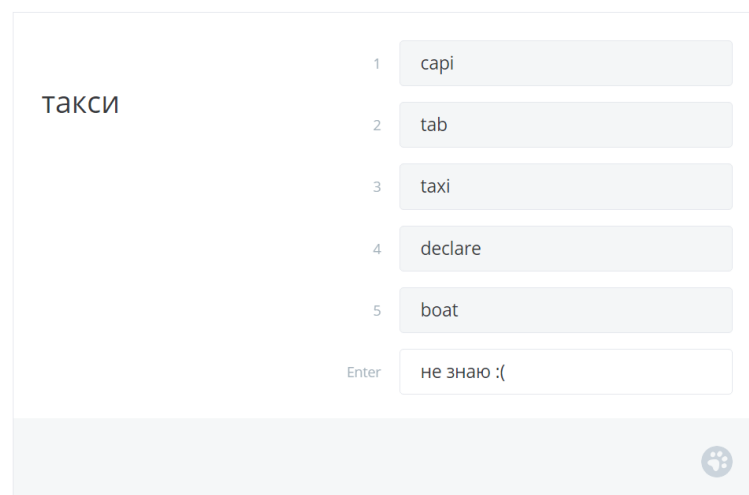 такси
1 capi
2 tab
3 taxi
4 declare
5 boat
Enter не знаю :(